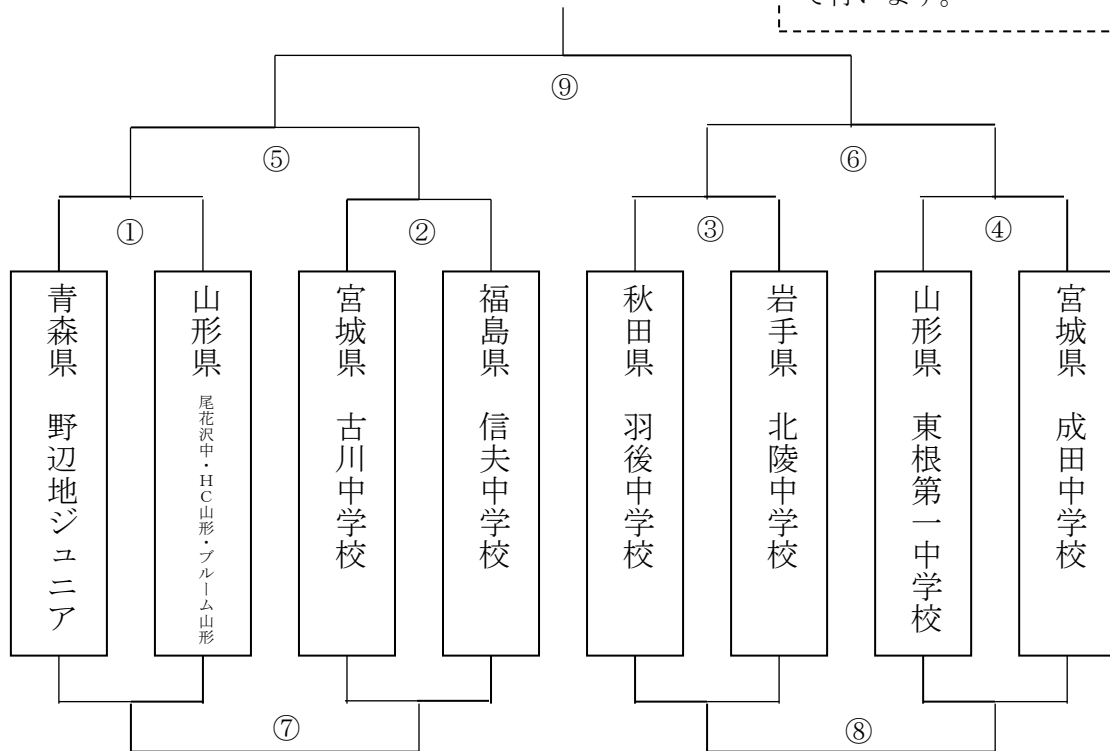 て行います。
⑨
⑤
⑥
①
②
③
④
青森県 野辺地ジュニア
山形県 尾花沢中・HC山形・ブルーム山形
宮城県 古川中学校
福島県 信夫中学校
秋田県 羽後中学校
岩手県 北陵中学校
山形県 東根第一中学校
宮城県 成田中学校
⑦
⑧